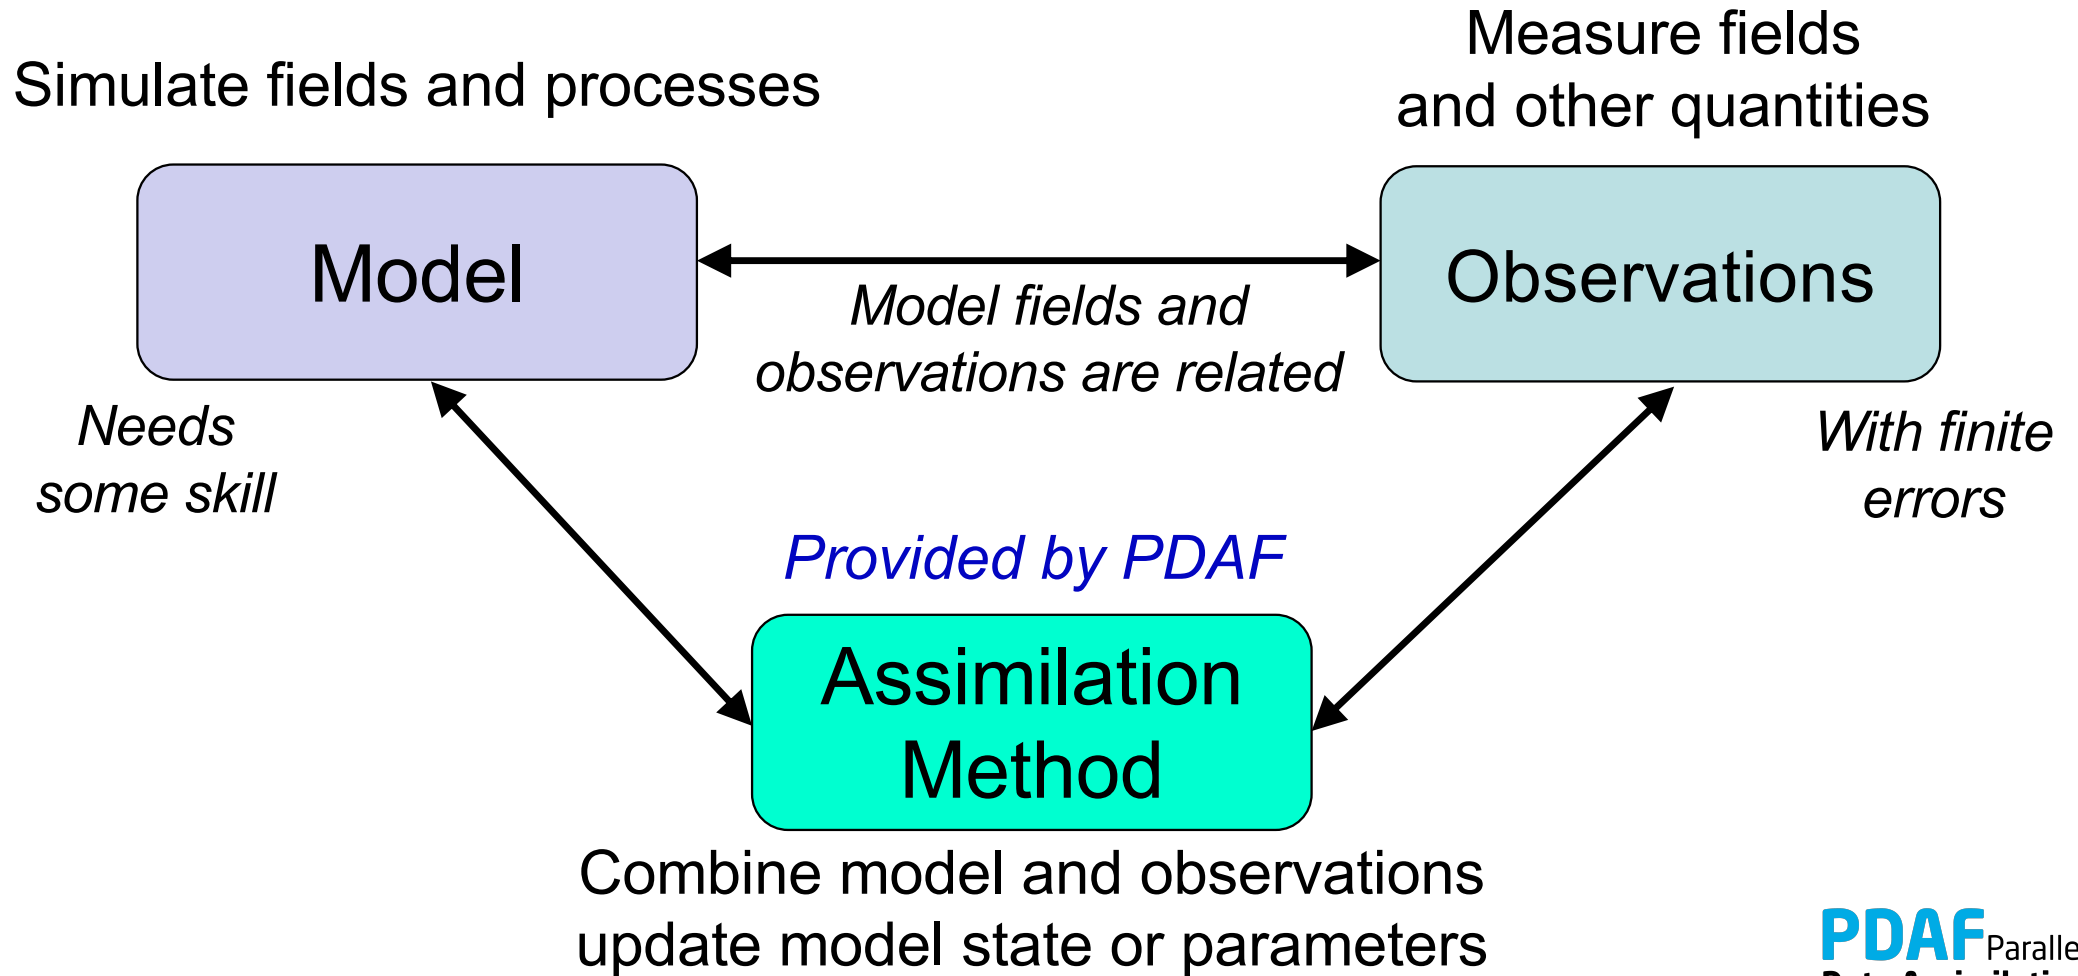 Measure fields
and other quantities
Simulate fields and processes
Model
Observations
Model fields and
observations are related
Needs
some skill
With finite
errors
Provided by PDAF
Assimilation
Method
Combine model and observations
update model state or parameters
PDAF Paralle